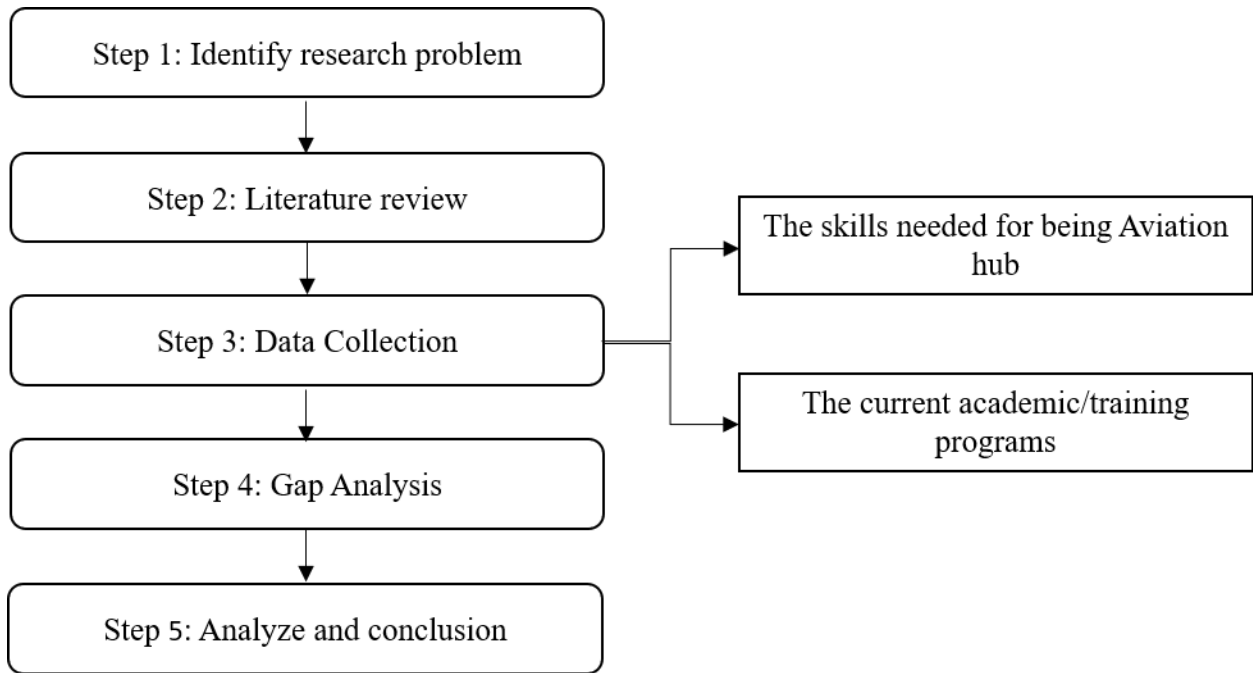 Step 1: Identify research problem
Step 2: Literature review
The skills needed for being Aviation
hub
Step 3: Data Collection
The current academic/training
programs
Step 4: Gap Analysis
Step 5: Analyze and conclusion